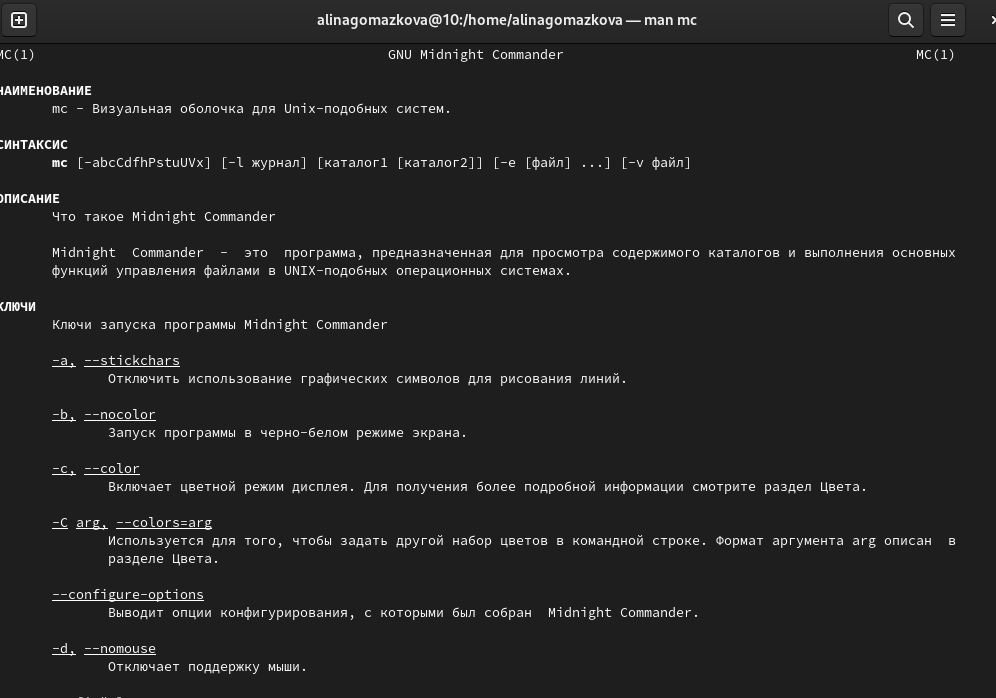 alinagomazkova@10:/home/alinagomazkova — man mc
MC(1) GNU Midnight Commander MC(1)
НАИМЕНОВАНИЕ
mc - Визуальная оболочка для Unix-подобных систем.
СИНТАКСИС
mc [-abcCdfhPstuUVx] [-l журнал] [каталог1 [каталог2]] [-e [файл] ...] [-v файл]
ОПИСАНИЕ
Что такое Midnight Commander
Midnight Commander – это программа, предназначенная для просмотра содержимого каталогов и выполнения основных
функций управления файлами в UNIX-подобных операционных системах.
КЛЮЧИ
Ключи запуска программы Midnight Commander
-a, --stickchars
Отключить использование графических символов для рисования линий.
-b, --nocolor
Запуск программы в черно-белом режиме экрана.
-c, --color
Включает цветной режим дисплея. Для получения более подробной информации смотрите раздел Цвета.
-C arg, --colors=arg
Используется для того, чтобы задать другой набор цветов в командной строке. Формат аргумента arg описан в
разделе Цвета.
--configure-options
Выводит опции конфигурирования, с которыми был собран Midnight Commander.
-d, --nomouse
Отключает поддержку мыши.